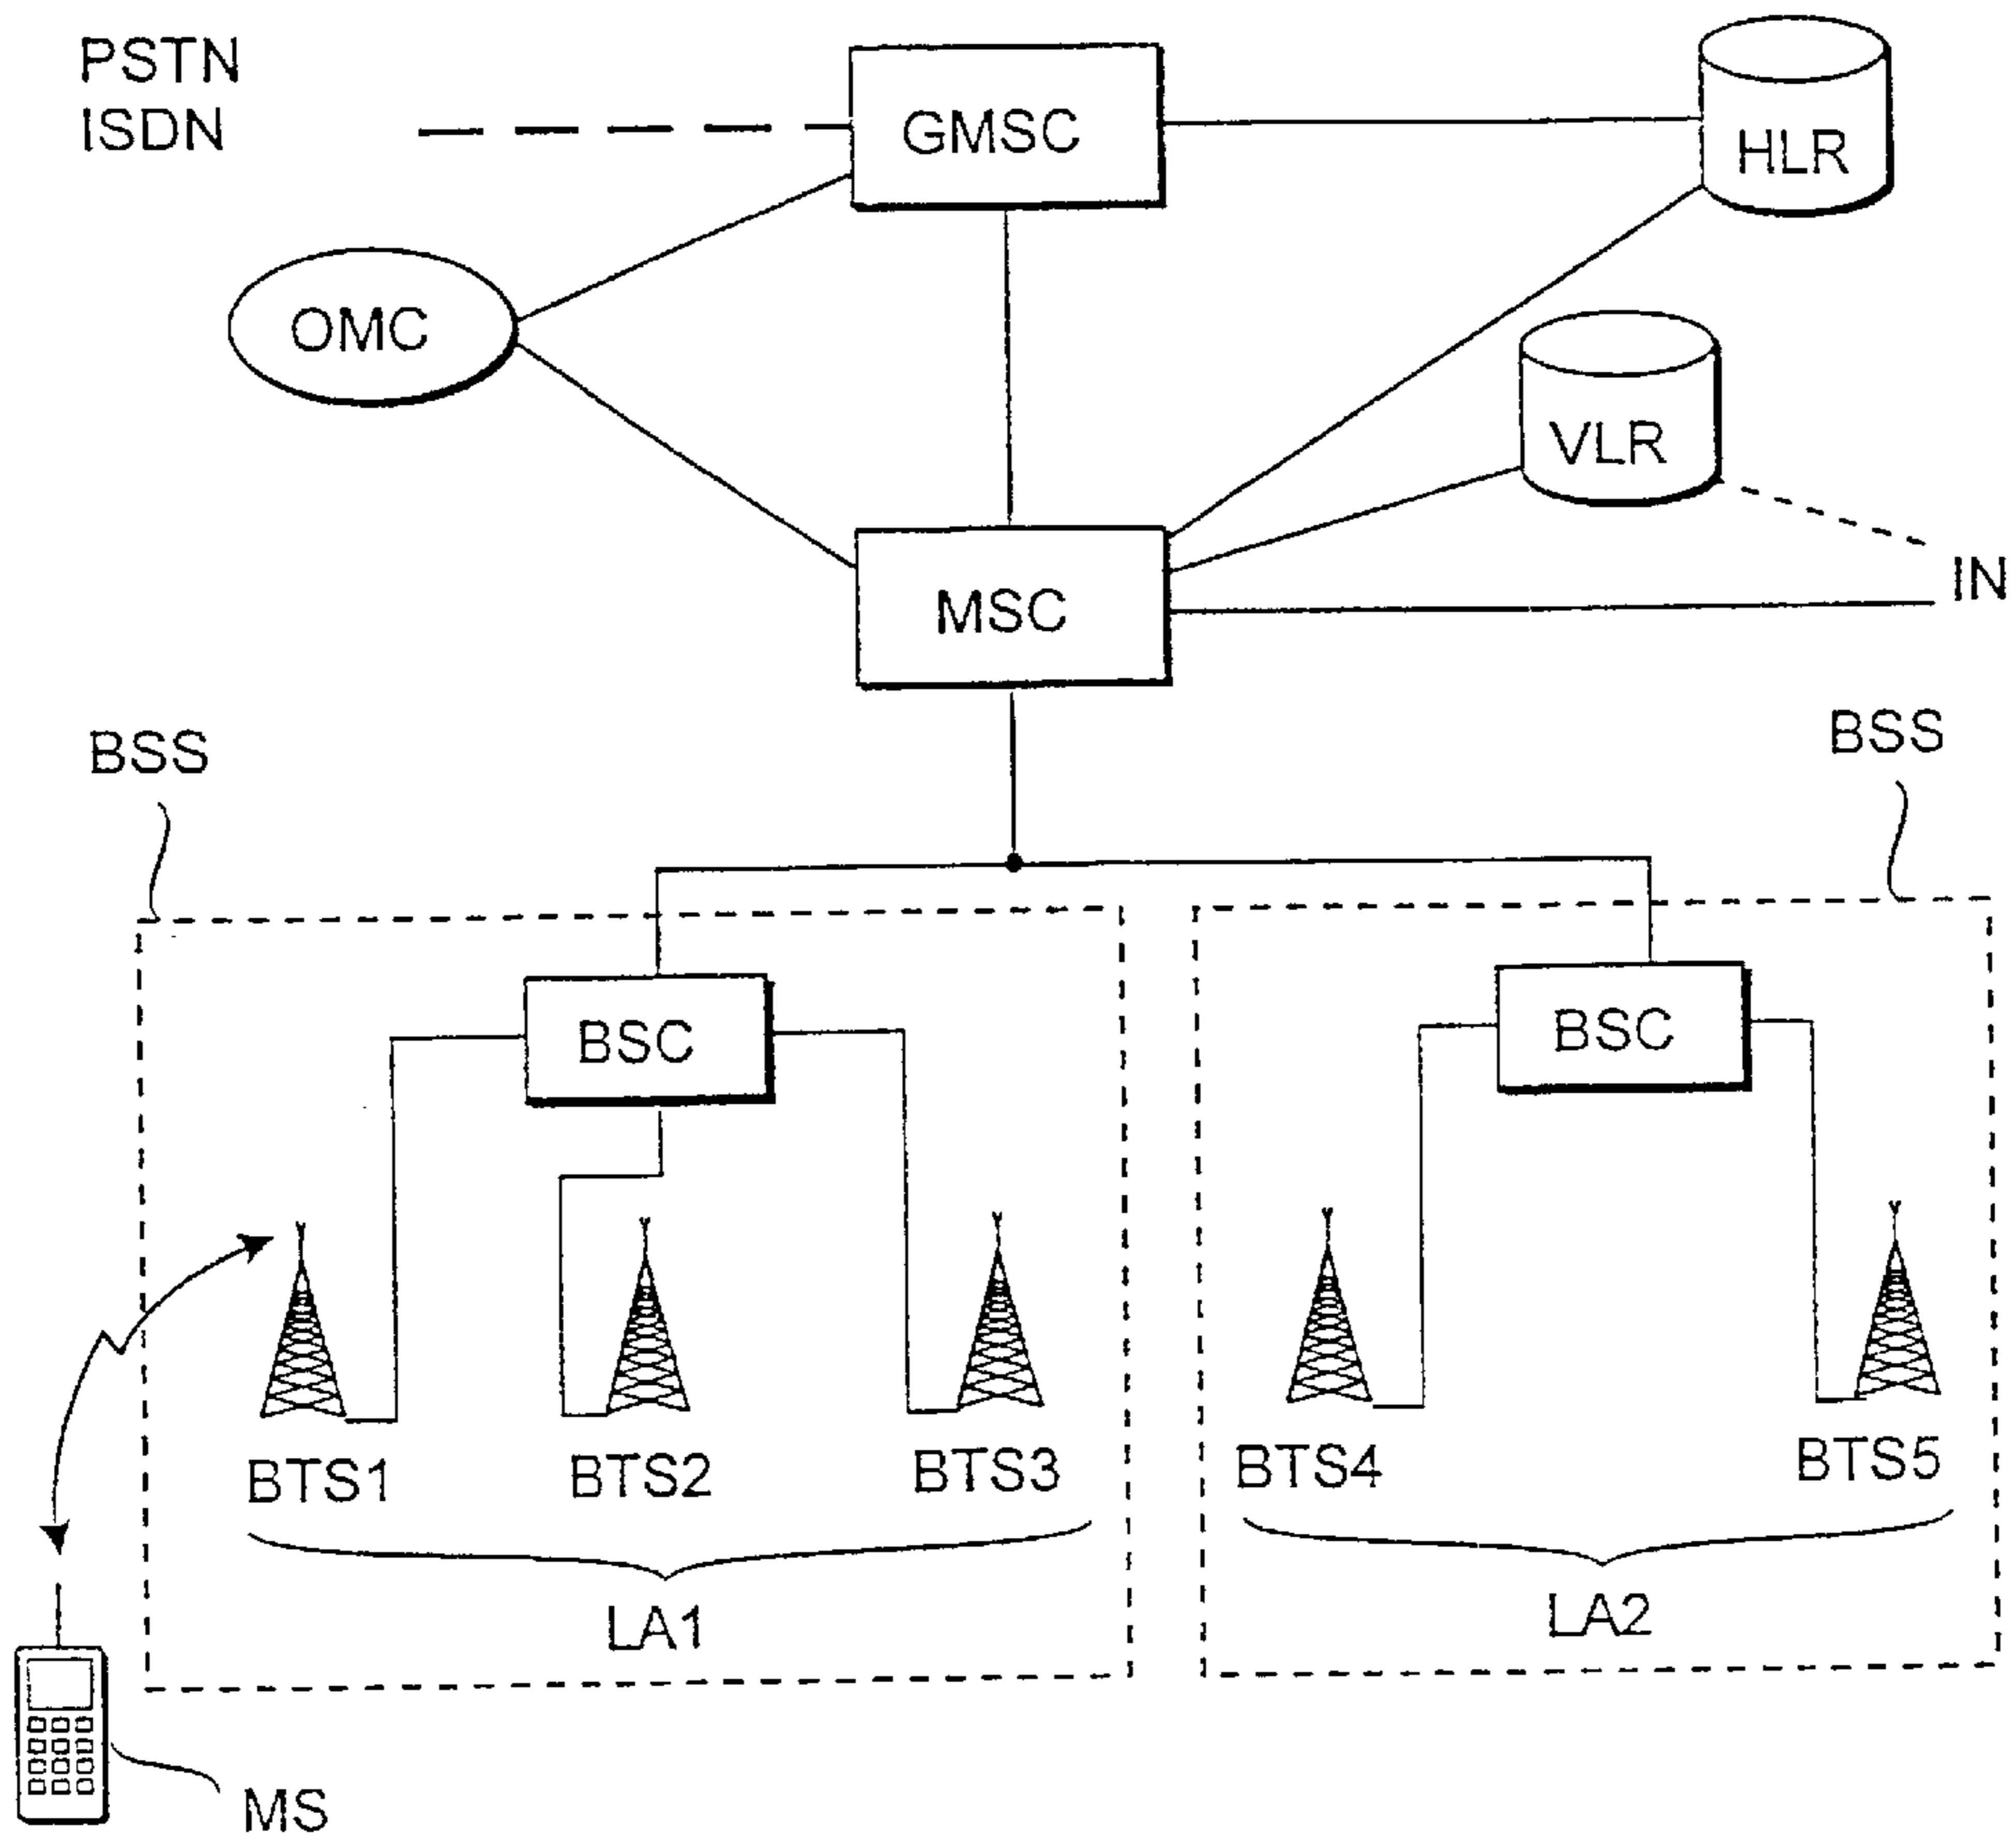 PSTN
ISDN
GMSC
HLR
OMC
VLR
IN
MSC
BSS
BSS
BSC
BSC
BTS1
BTS2
BTS3
BTS4
BTS5
LA1
LA2
MS